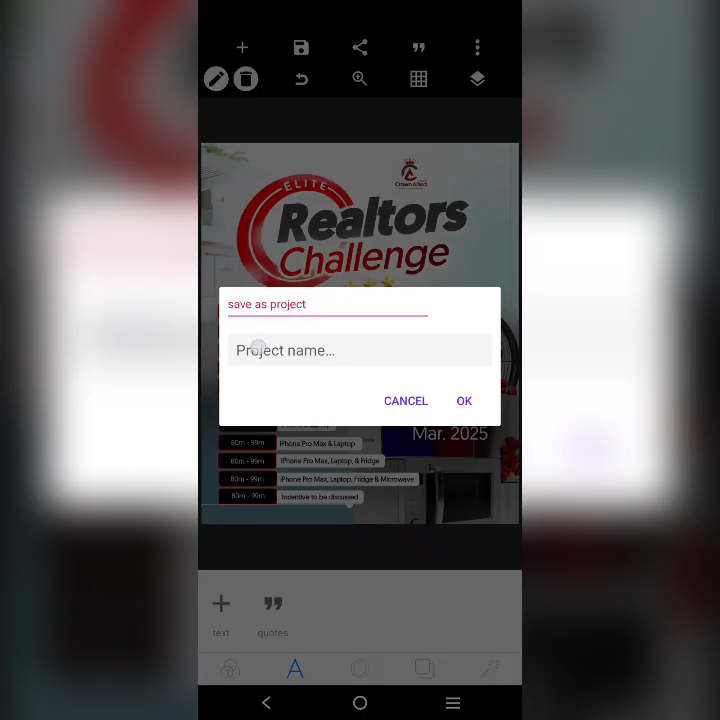 ELITE
Crown Allied
Realtors
Challenge
save as project
Project name...
CANCEL
OK
Mar. 2025
80m - 99m
iPhone Pro Max & Laptop
80m - 99m
iPhone Pro Max, Laptop, & Fridge
80m - 99m
iPhone Pro Max, Laptop, Fridge & Microwave
80m - 99m
Incentive to be discussed
text
quotes